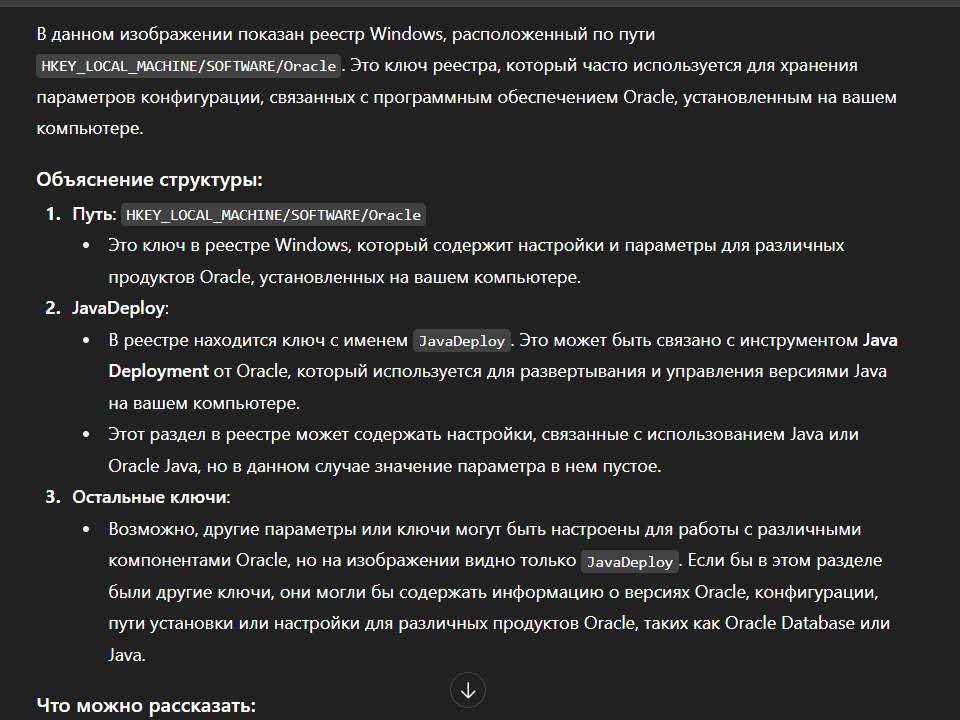 В данном изображении показан реестр Windows, расположенный по пути
HKEY_LOCAL_MACHINE/SOFTWARE/Oracle. Это ключ реестра, который часто используется для хранения
параметров конфигурации, связанных с программным обеспечением Oracle, установленным на вашем
компьютере.
Объяснение структуры:
1. Путь: HKEY_LOCAL_MACHINE/SOFTWARE/Oracle
• Это ключ в реестре Windows, который содержит настройки и параметры для различных
продуктов Oracle, установленных на вашем компьютере.
2. JavaDeploy:
• В реестре находится ключ с именем JavaDeploy. Это может быть связано с инструментом Java
Deployment от Oracle, который используется для развертывания и управления версиями Java
на вашем компьютере.
• Этот раздел в реестре может содержать настройки, связанные с использованием Java или
Oracle Java, но в данном случае значение параметра в нем пустое.
3. Остальные ключи:
• Возможно, другие параметры или ключи могут быть настроены для работы с различными
компонентами Oracle, но на изображении видно только JavaDeploy. Если бы в этом разделе
были другие ключи, они могли бы содержать информацию о версиях Oracle, конфигурации,
пути установки или настройки для различных продуктов Oracle, таких как Oracle Database или
Java.
Что можно рассказать: